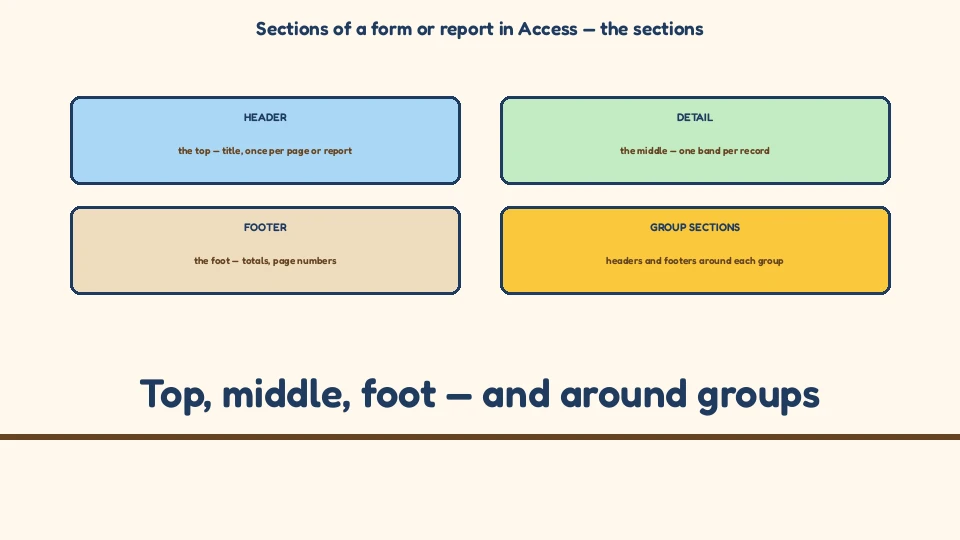 Sections of a form or report in Access — the sections
HEADER
the top — title, once per page or report
DETAIL
the middle — one band per record
FOOTER
the foot — totals, page numbers
GROUP SECTIONS
headers and footers around each group
Top, middle, foot — and around groups